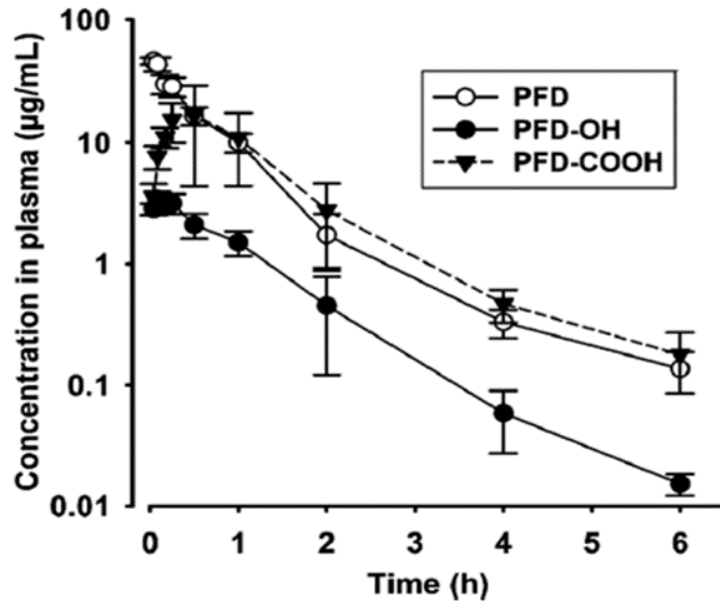 Concentration in plasma (µg/mL)
100
10
1
0.1
0.01
PFD
PFD-OH
PFD-COOH
0 1 2 3 4 5 6
Time (h)